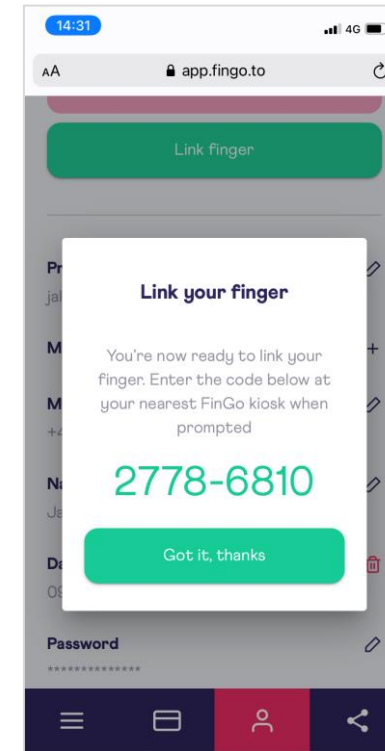 14:31
4G
AA
app.fingo.to
Link finger
Link your finger
You're now ready to link your
finger. Enter the code below at
your nearest FinGo kiosk when
prompted
2778-6810
Got it, thanks
Password
**************